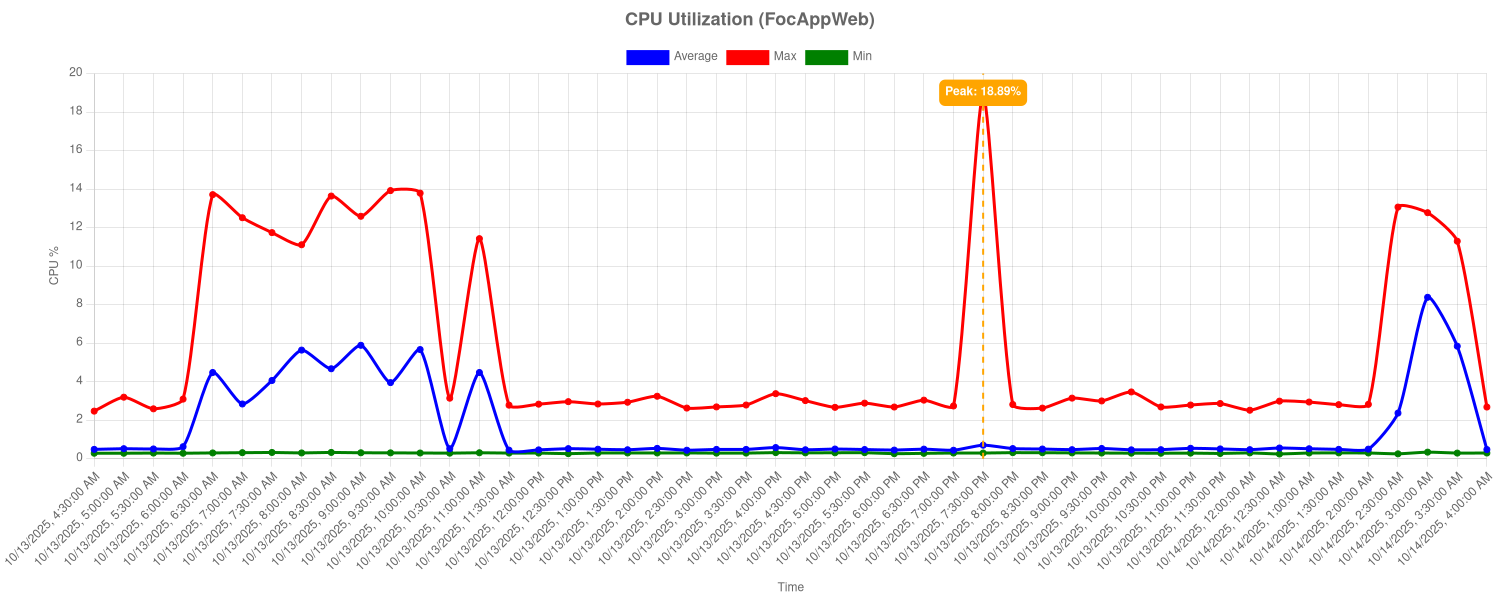 CPU Utilization (FocAppWeb)
Average Max Min
20
18
16
14
12
10
8
6
4
2
0
CPU %
Peak: 18.89%
10/13/2025, 4:30:00 AM
10/13/2025, 5:00:00 AM
10/13/2025, 5:30:00 AM
10/13/2025, 6:00:00 AM
10/13/2025, 6:30:00 AM
10/13/2025, 7:00:00 AM
10/13/2025, 7:30:00 AM
10/13/2025, 8:00:00 AM
10/13/2025, 8:30:00 AM
10/13/2025, 9:00:00 AM
10/13/2025, 9:30:00 AM
10/13/2025, 10:00:00 AM
10/13/2025, 10:30:00 AM
10/13/2025, 11:00:00 AM
10/13/2025, 11:30:00 AM
10/13/2025, 12:00:00 PM
10/13/2025, 12:30:00 PM
10/13/2025, 1:00:00 PM
10/13/2025, 1:30:00 PM
10/13/2025, 2:00:00 PM
10/13/2025, 2:30:00 PM
10/13/2025, 3:00:00 PM
10/13/2025, 3:30:00 PM
10/13/2025, 4:00:00 PM
10/13/2025, 4:30:00 PM
10/13/2025, 5:00:00 PM
10/13/2025, 5:30:00 PM
10/13/2025, 6:00:00 PM
10/13/2025, 6:30:00 PM
10/13/2025, 7:00:00 PM
10/13/2025, 7:30:00 PM
10/13/2025, 8:00:00 PM
10/13/2025, 8:30:00 PM
10/13/2025, 9:00:00 PM
10/13/2025, 9:30:00 PM
10/13/2025, 10:00:00 PM
10/13/2025, 10:30:00 PM
10/13/2025, 11:00:00 PM
10/13/2025, 11:30:00 PM
10/14/2025, 12:00:00 AM
10/14/2025, 12:30:00 AM
10/14/2025, 1:00:00 AM
10/14/2025, 1:30:00 AM
10/14/2025, 2:00:00 AM
10/14/2025, 2:30:00 AM
10/14/2025, 3:00:00 AM
10/14/2025, 3:30:00 AM
10/14/2025, 4:00:00 AM
Time